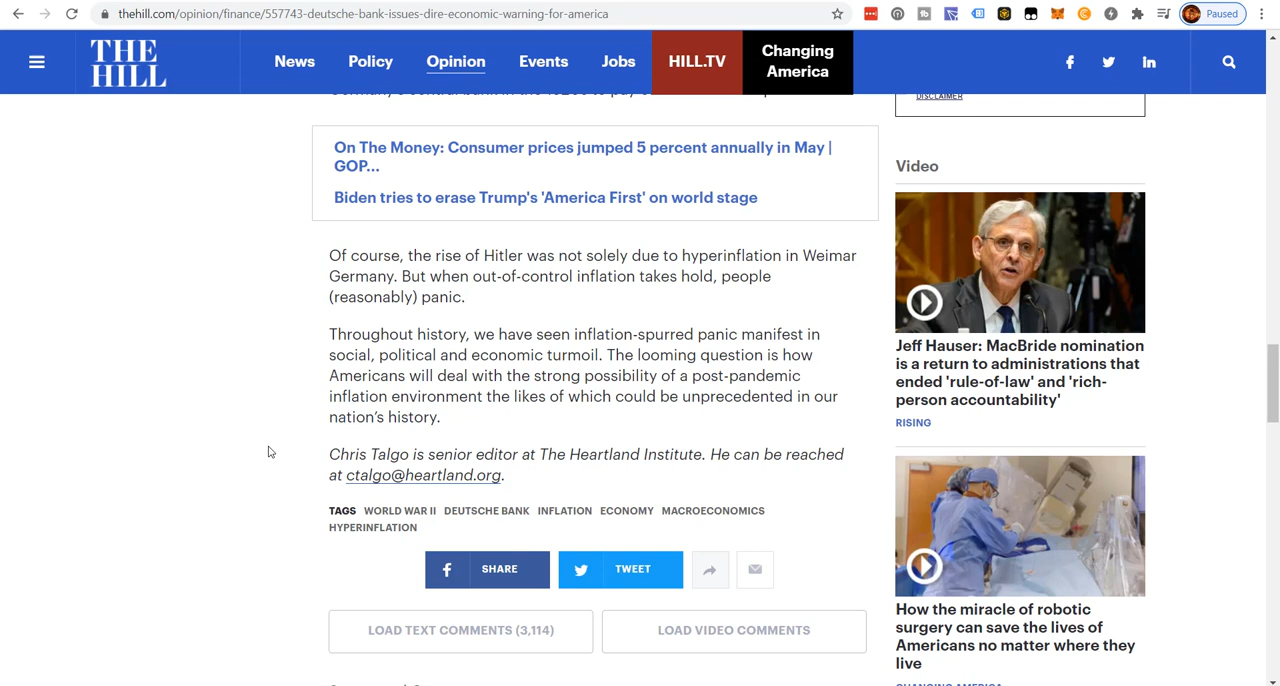 thehill.com/opinion/finance/557743-deutsche-bank-issues-dire-economic-warning-for-america
Paused
THE
HILL
News
Policy
Opinion
Events
Jobs
HILL.TV
Changing
America
DISCLAIMER
On The Money: Consumer prices jumped 5 percent annually in May |
GOP...
Biden tries to erase Trump's 'America First' on world stage
Of course, the rise of Hitler was not solely due to hyperinflation in Weimar
Germany. But when out-of-control inflation takes hold, people
(reasonably) panic.
Throughout history, we have seen inflation-spurred panic manifest in
social, political and economic turmoil. The looming question is how
Americans will deal with the strong possibility of a post-pandemic
inflation environment the likes of which could be unprecedented in our
nation's history.
Chris Talgo is senior editor at The Heartland Institute. He can be reached
at ctalgo@heartland.org.
TAGS WORLD WAR II DEUTSCHE BANK INFLATION ECONOMY MACROECONOMICS
HYPERINFLATION
SHARE
TWEET
LOAD TEXT COMMENTS (3,114)
LOAD VIDEO COMMENTS
Video
Jeff Hauser: MacBride nomination
is a return to administrations that
ended 'rule-of-law' and 'rich-
person accountability'
RISING
How the miracle of robotic
surgery can save the lives of
Americans no matter where they
live